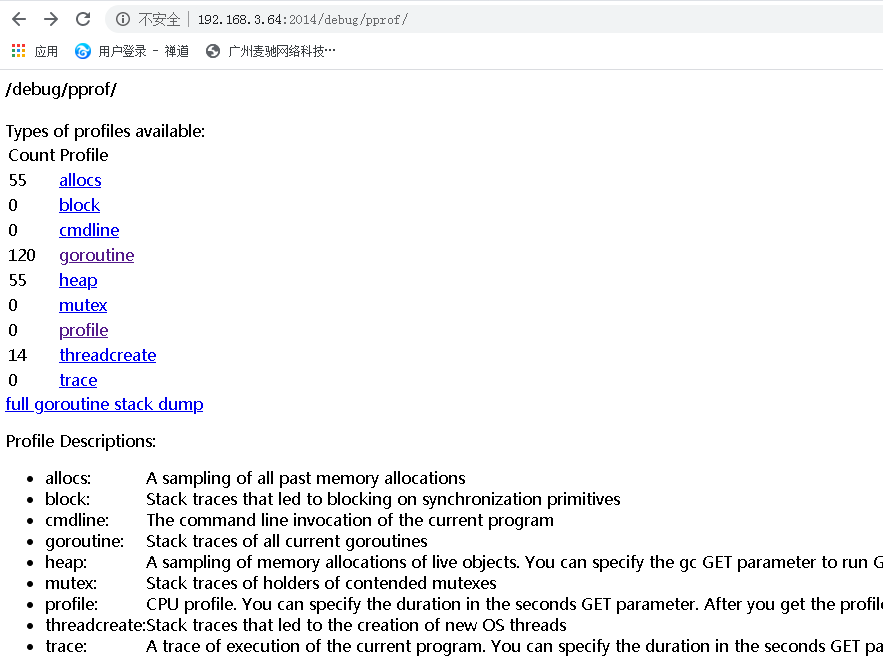 不安全 | 192.168.3.64:2014/debug/pprof/
应用 用户登录 - 禅道 广州麦驰网络科技…
/debug/pprof/
Types of profiles available:
Count Profile
55 allocs
0 block
0 cmdline
120 goroutine
55 heap
0 mutex
0 profile
14 threadcreate
0 trace
full goroutine stack dump
Profile Descriptions:
• allocs: A sampling of all past memory allocations
• block: Stack traces that led to blocking on synchronization primitives
• cmdline: The command line invocation of the current program
• goroutine: Stack traces of all current goroutines
• heap: A sampling of memory allocations of live objects. You can specify the gc GET parameter to run G
• mutex: Stack traces of holders of contended mutexes
• profile: CPU profile. You can specify the duration in the seconds GET parameter. After you get the profile
• threadcreate: Stack traces that led to the creation of new OS threads
• trace: A trace of execution of the current program. You can specify the duration in the seconds GET pa